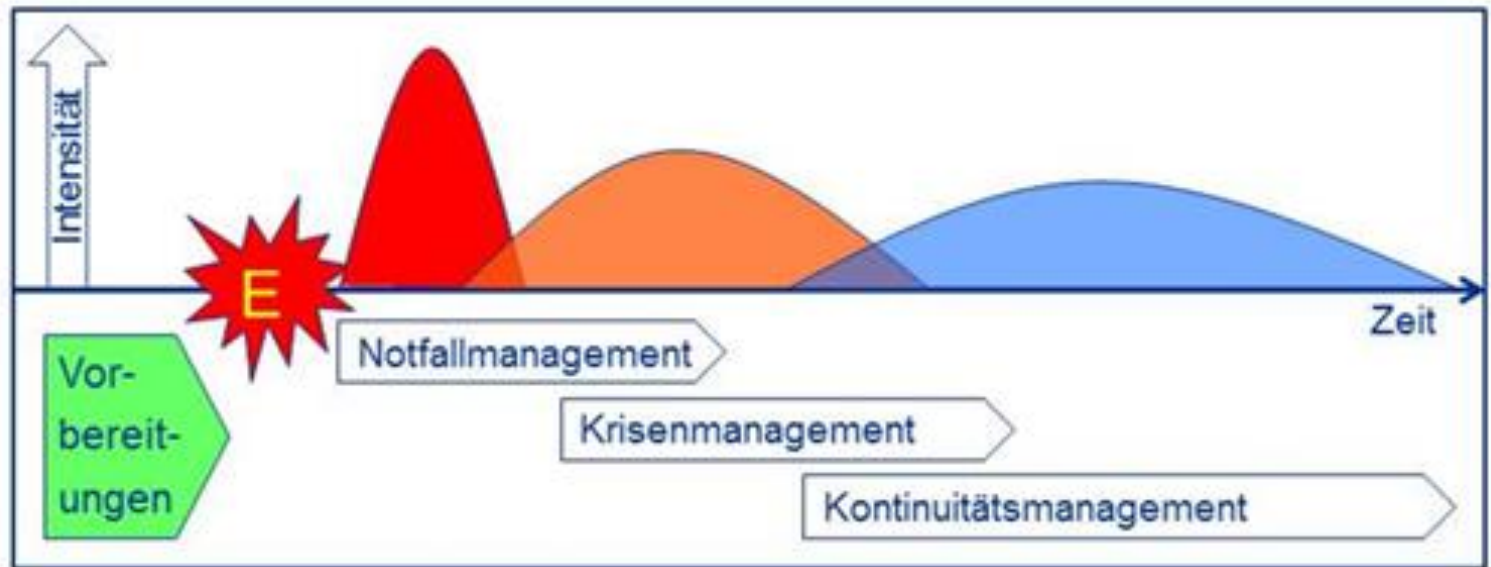 Intensität
E
Zeit
Vor-
bereit-
ungen
Notfallmanagement
Krisenmanagement
Kontinuitätsmanagement